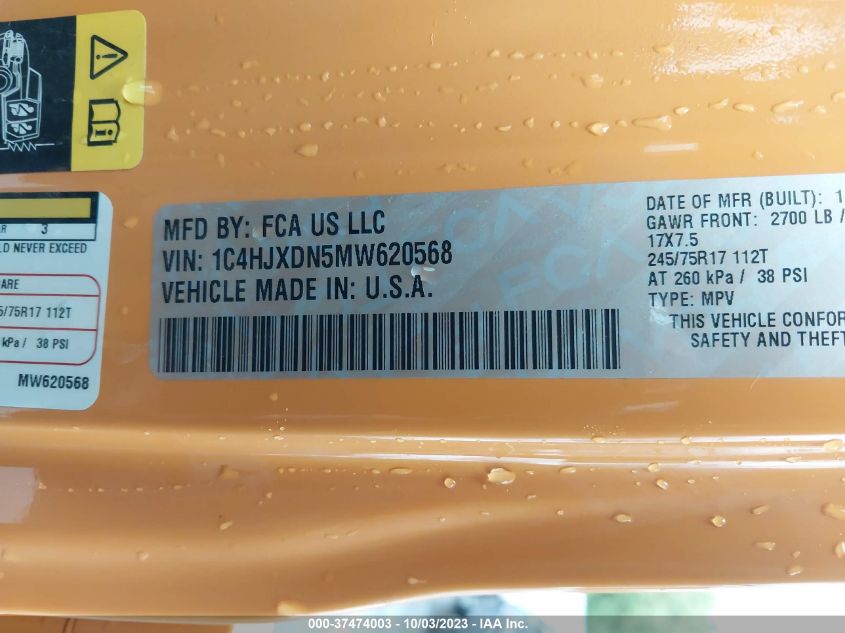 R 3
LD NEVER EXCEED
ARE
5/75R17 112T
kPa / 38 PSI
MW620568
MFD BY: FCA US LLC
VIN: 1C4HJXDN5MW620568
VEHICLE MADE IN: U.S.A.
DATE OF MFR (BUILT): 1
GAWR FRONT: 2700 LB /
17X7.5
245/75R17 112T
AT 260 kPa / 38 PSI
TYPE: MPV
THIS VEHICLE CONFOR
SAFETY AND THEFT
000-37474003 - 10/03/2023 - IAA Inc.